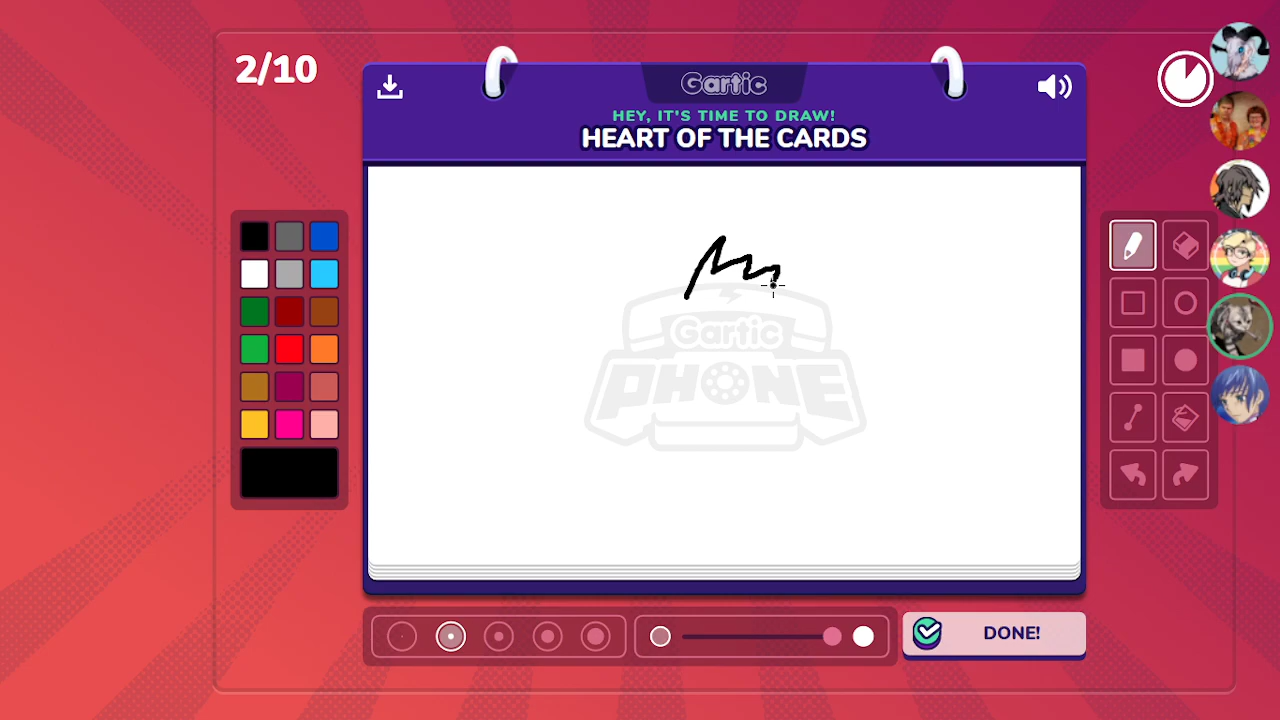 2/10
Gartic
HEY, IT'S TIME TO DRAW!
HEART OF THE CARDS
Gartic
PHONE
DONE!